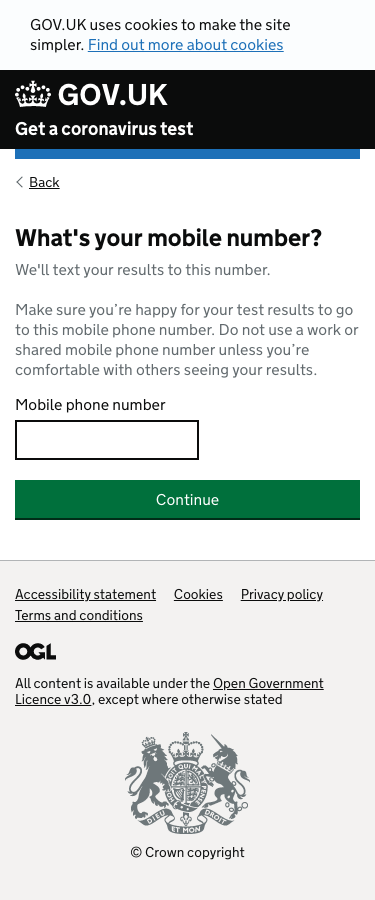 GOV.UK uses cookies to make the site
simpler. Find out more about cookies
GOV.UK
Get a coronavirus test
Back
What's your mobile number?
We'll text your results to this number.
Make sure you’re happy for your test results to go
to this mobile phone number. Do not use a work or
shared mobile phone number unless you’re
comfortable with others seeing your results.
Mobile phone number
Continue
Accessibility statement Cookies Privacy policy
Terms and conditions
OGL
All content is available under the Open Government
Licence v3.0, except where otherwise stated
DIEU ET MON DROIT
© Crown copyright